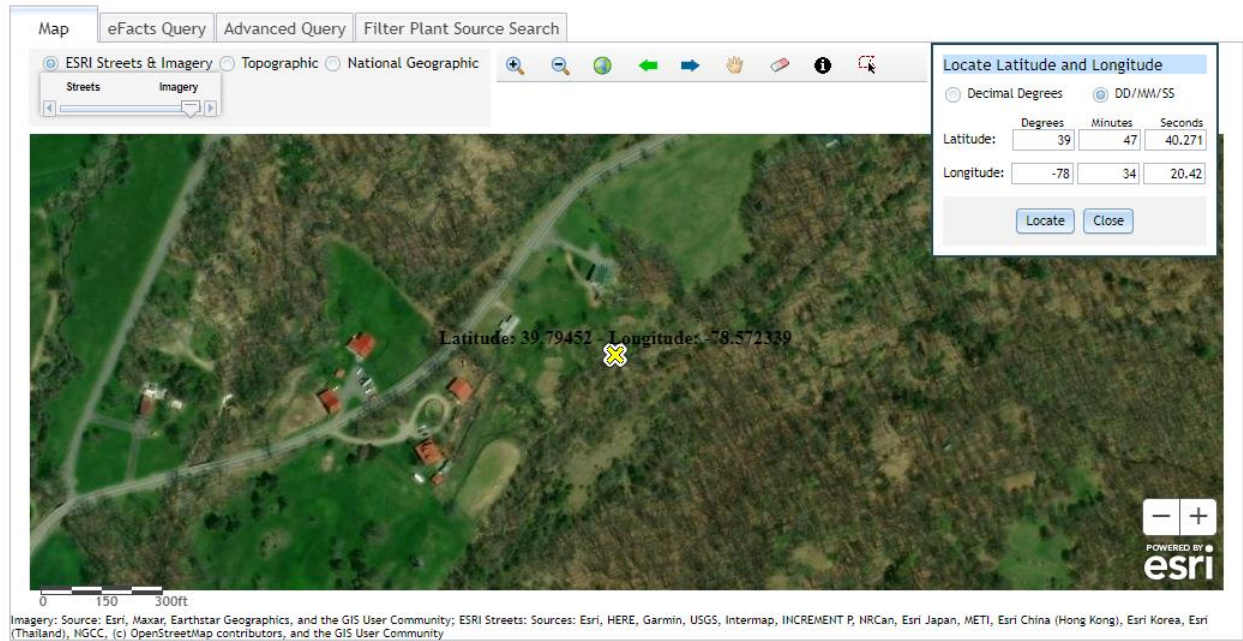 Map eFacts Query Advanced Query Filter Plant Source Search
ESRI Streets & Imagery Topographic National Geographic
Streets Imagery
Locate Latitude and Longitude
Decimal Degrees DD/MM/SS
Degrees Minutes Seconds
Latitude: 39 47 40.271
Longitude: -78 34 20.42
Locate Close
Latitude: 39.79452 - Longitude: -78.572339
POWERED BY
esri
0 150 300ft
Imagery: Source: Esri, Maxar, Earthstar Geographics, and the GIS User Community; ESRI Streets: Sources: Esri, HERE, Garmin, USGS, Intermap, INCREMENT P, NRCan, Esri Japan, METI, Esri China (Hong Kong), Esri Korea, Esri
(Thailand), NGCC, (c) OpenStreetMap contributors, and the GIS User Community